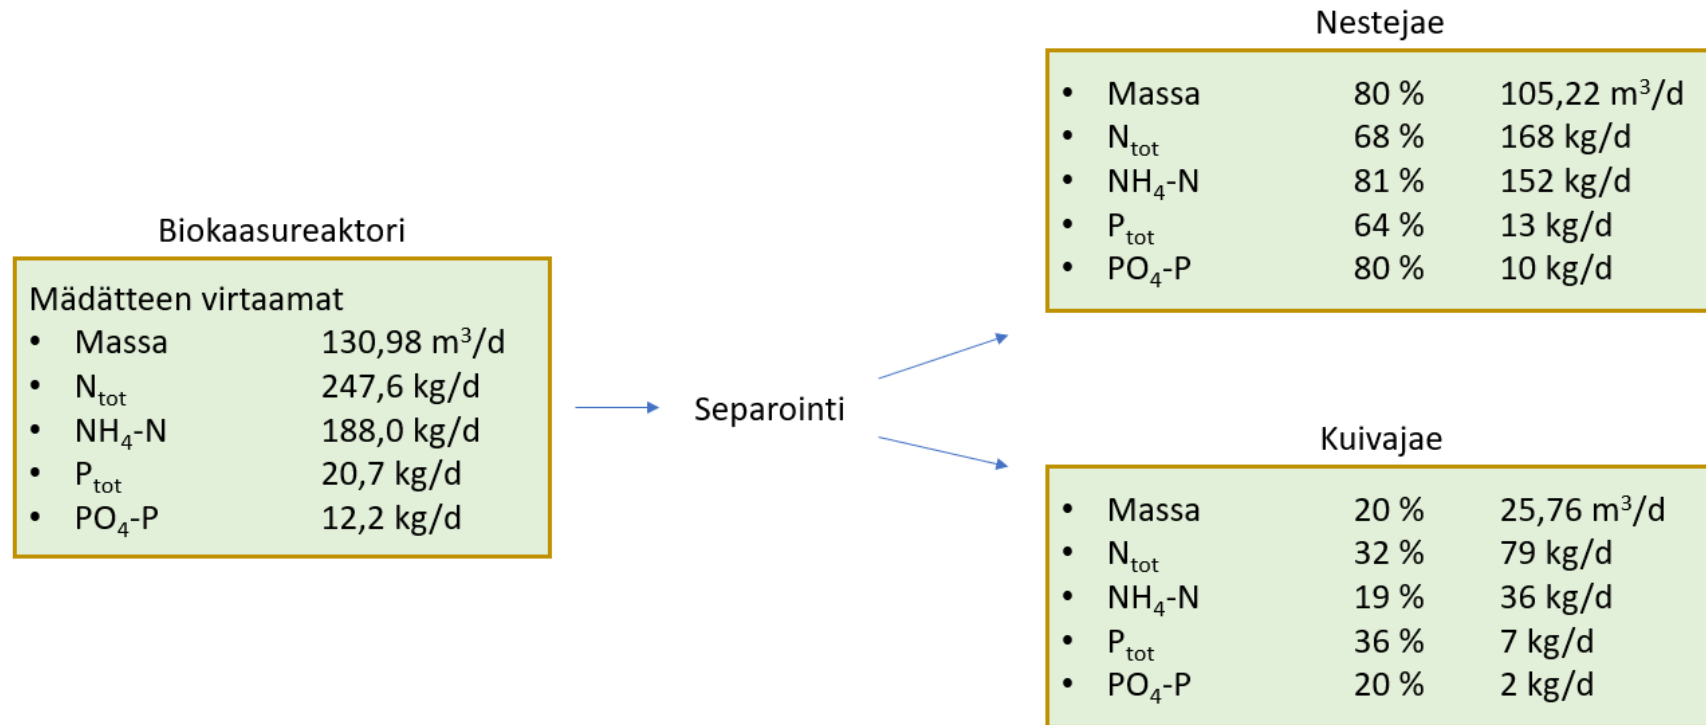 Biokaasureaktori
Mädätteen virtaamat
• Massa 130,98 m³/d
• Ntot 247,6 kg/d
• NH₄-N 188,0 kg/d
• Ptot 20,7 kg/d
• PO₄-P 12,2 kg/d
Separointi
Nestejae
• Massa 80 % 105,22 m³/d
• Ntot 68 % 168 kg/d
• NH₄-N 81 % 152 kg/d
• Ptot 64 % 13 kg/d
• PO₄-P 80 % 10 kg/d
Kuivajae
• Massa 20 % 25,76 m³/d
• Ntot 32 % 79 kg/d
• NH₄-N 19 % 36 kg/d
• Ptot 36 % 7 kg/d
• PO₄-P 20 % 2 kg/d